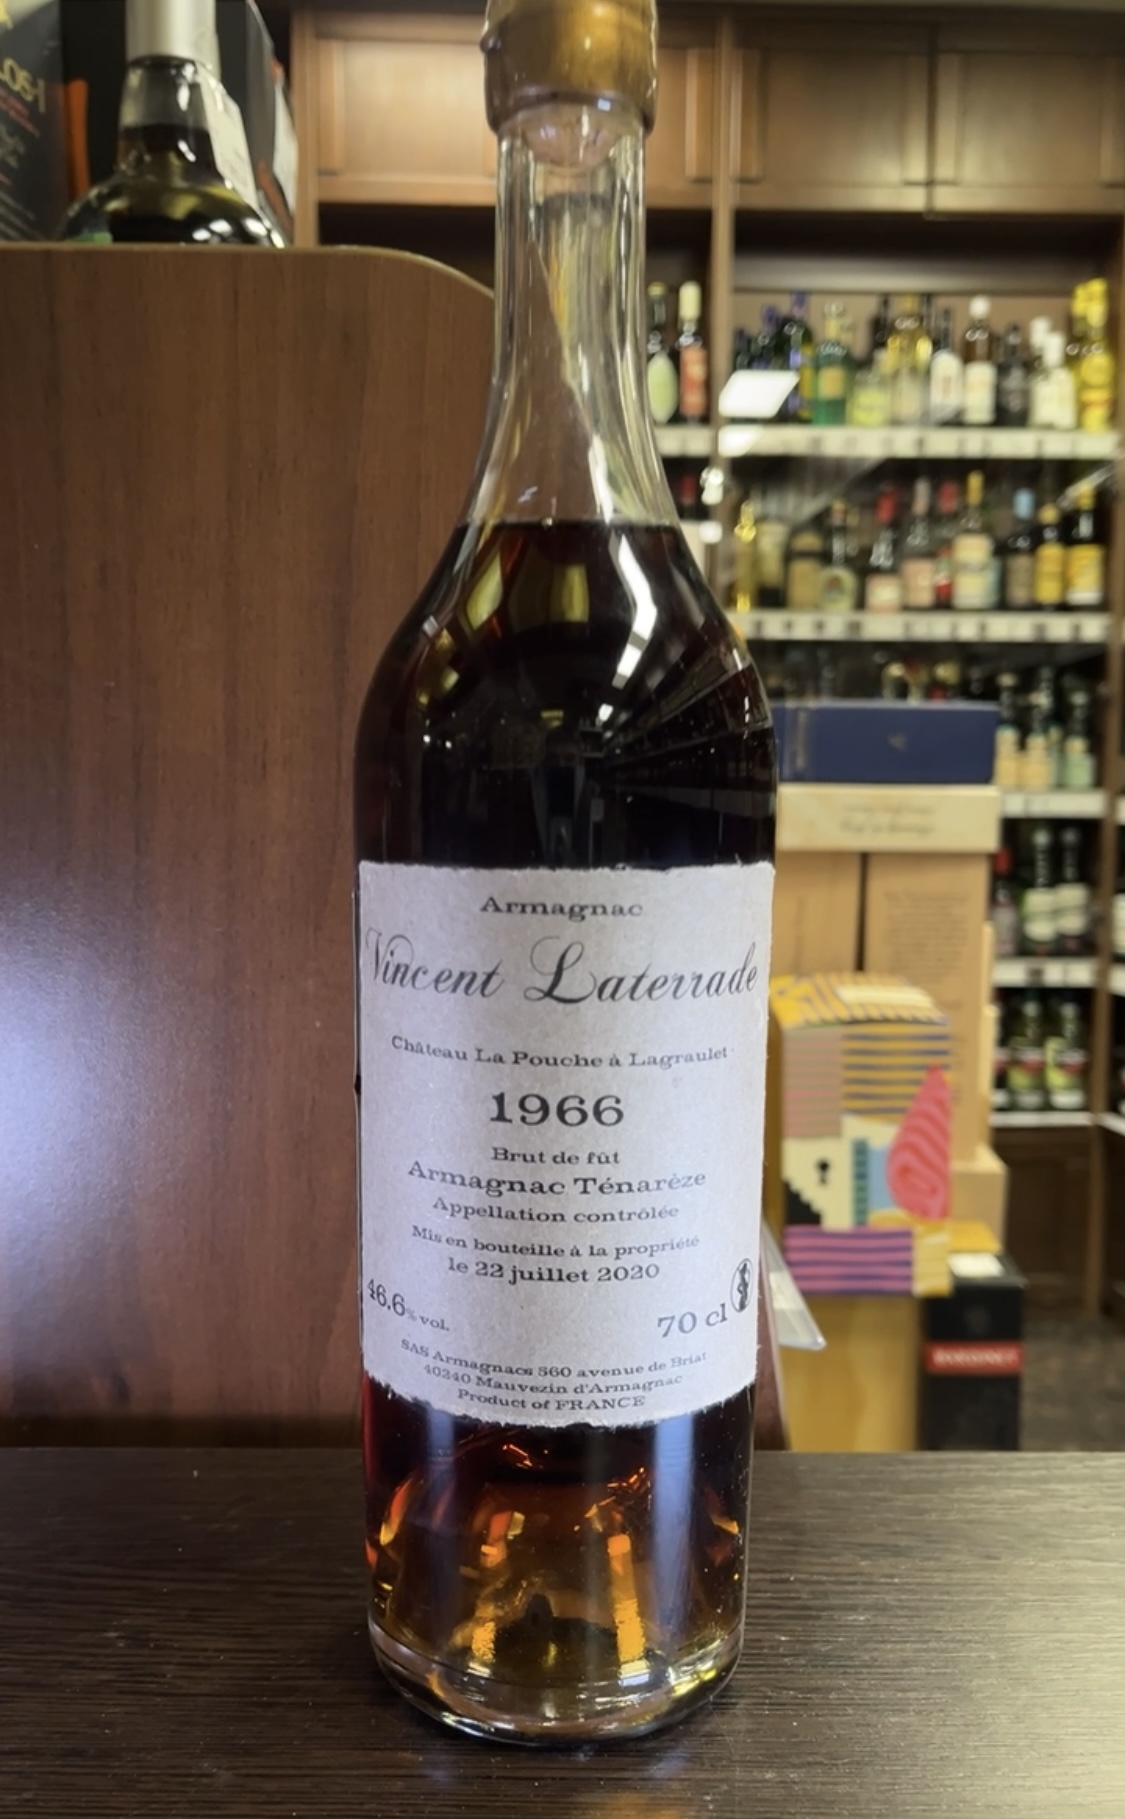 Armagnac
Vincent Laterrade
Château La Pouche à Lagraulet
1966
Brut de fût
Armagnac Ténarèze
Appellation contrôlée
Mis en bouteille à la propriété
le 22 juillet 2020
46.6% vol.
70 cl
SAS Armagnacs 560 avenue de Briat
40240 Mauvezin d'Armagnac
Product of FRANCE